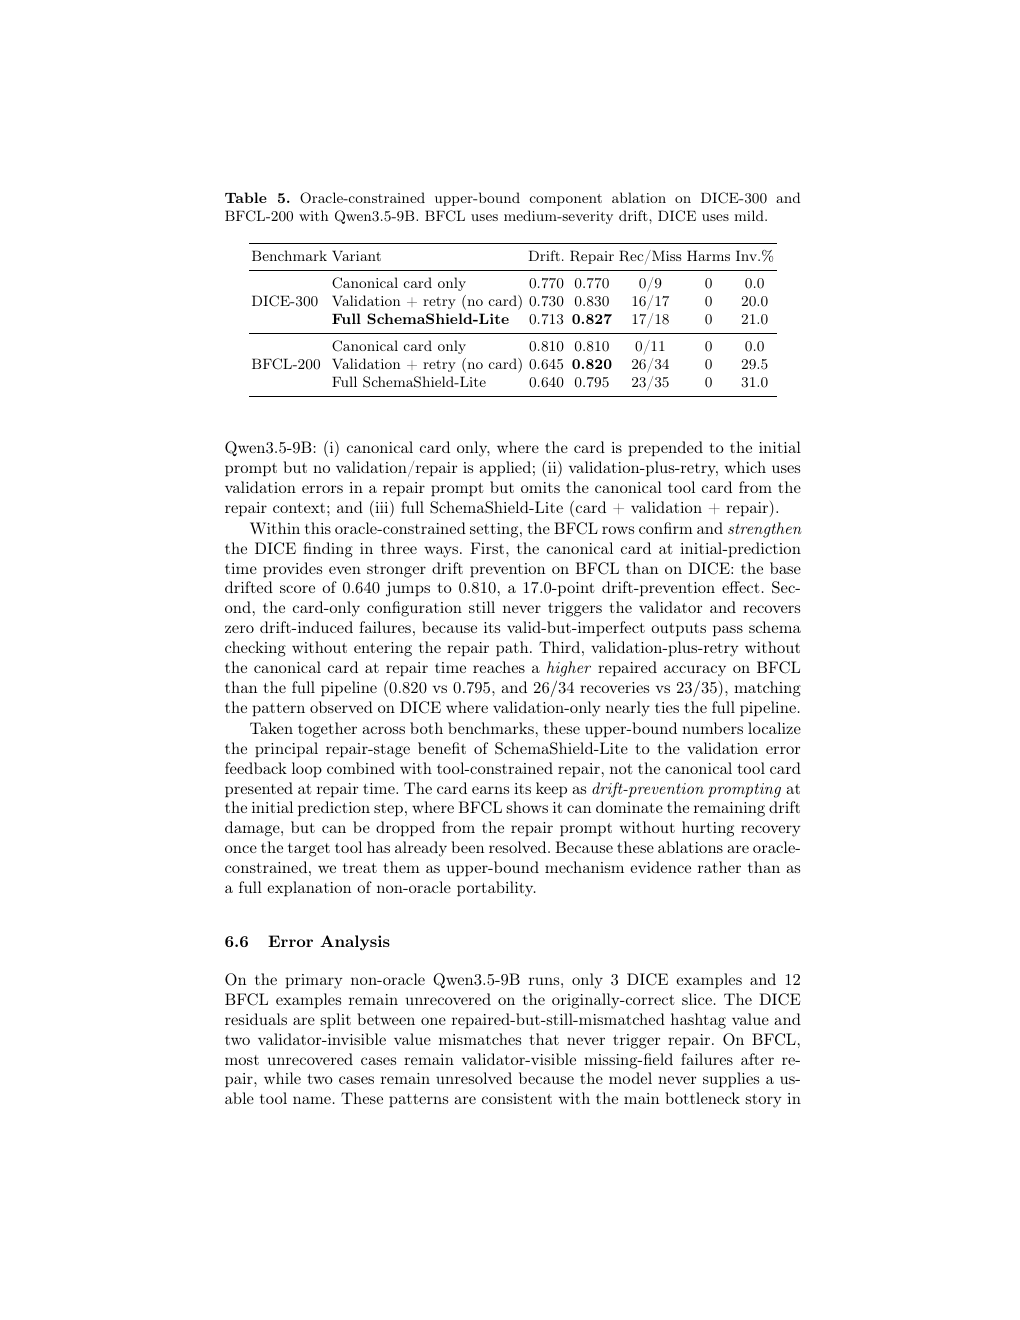 Table 5. Oracle-constrained upper-bound component ablation on DICE-300 and
BFCL-200 with Qwen3.5-9B. BFCL uses medium-severity drift, DICE uses mild.
Benchmark Variant Drift. Repair Rec/Miss Harms Inv.%
Canonical card only 0.770 0.770 0/9 0 0.0
DICE-300 Validation + retry (no card) 0.730 0.830 16/17 0 20.0
Full SchemaShield-Lite 0.713 0.827 17/18 0 21.0
Canonical card only 0.810 0.810 0/11 0 0.0
BFCL-200 Validation + retry (no card) 0.645 0.820 26/34 0 29.5
Full SchemaShield-Lite 0.640 0.795 23/35 0 31.0
Qwen3.5-9B: (i) canonical card only, where the card is prepended to the initial
prompt but no validation/repair is applied; (ii) validation-plus-retry, which uses
validation errors in a repair prompt but omits the canonical tool card from the
repair context; and (iii) full SchemaShield-Lite (card + validation + repair).
Within this oracle-constrained setting, the BFCL rows confirm and strengthen
the DICE finding in three ways. First, the canonical card at initial-prediction
time provides even stronger drift prevention on BFCL than on DICE: the base
drifted score of 0.640 jumps to 0.810, a 17.0-point drift-prevention effect. Sec-
ond, the card-only configuration still never triggers the validator and recovers
zero drift-induced failures, because its valid-but-imperfect outputs pass schema
checking without entering the repair path. Third, validation-plus-retry without
the canonical card at repair time reaches a higher repaired accuracy on BFCL
than the full pipeline (0.820 vs 0.795, and 26/34 recoveries vs 23/35), matching
the pattern observed on DICE where validation-only nearly ties the full pipeline.
Taken together across both benchmarks, these upper-bound numbers localize
the principal repair-stage benefit of SchemaShield-Lite to the validation error
feedback loop combined with tool-constrained repair, not the canonical tool card
presented at repair time. The card earns its keep as drift-prevention prompting at
the initial prediction step, where BFCL shows it can dominate the remaining drift
damage, but can be dropped from the repair prompt without hurting recovery
once the target tool has already been resolved. Because these ablations are oracle-
constrained, we treat them as upper-bound mechanism evidence rather than as
a full explanation of non-oracle portability.
6.6 Error Analysis
On the primary non-oracle Qwen3.5-9B runs, only 3 DICE examples and 12
BFCL examples remain unrecovered on the originally-correct slice. The DICE
residuals are split between one repaired-but-still-mismatched hashtag value and
two validator-invisible value mismatches that never trigger repair. On BFCL,
most unrecovered cases remain validator-visible missing-field failures after re-
pair, while two cases remain unresolved because the model never supplies a us-
able tool name. These patterns are consistent with the main bottleneck story in